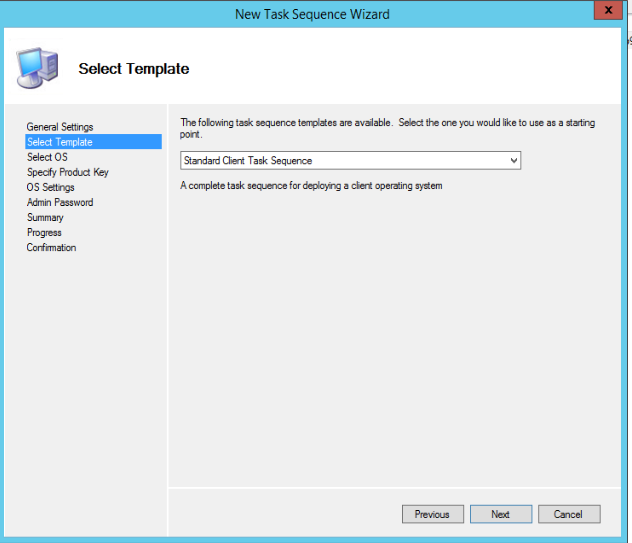 New Task Sequence Wizard
x
Select Template
General Settings
Select Template
Select OS
Specify Product Key
OS Settings
Admin Password
Summary
Progress
Confirmation
The following task sequence templates are available.  Select the one you would like to use as a starting
point.
Standard Client Task Sequence
A complete task sequence for deploying a client operating system
Previous
Next
Cancel